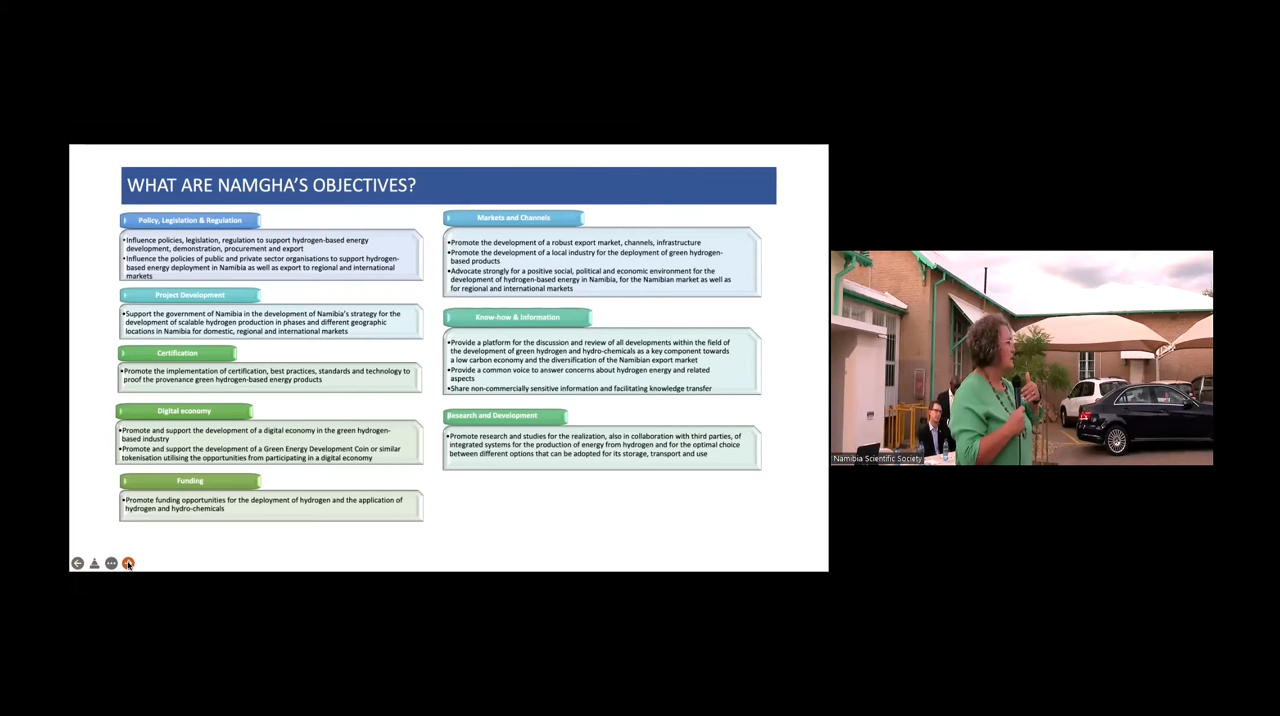 WHAT ARE NAMGHA'S OBJECTIVES?
Policy, Legislation & Regulation
•Influence policies, legislation, regulation to support hydrogen-based energy
development, demonstration, procurement and export
•Influence the policies of public and private sector organisations to support hydrogen-
based energy deployment in Namibia as well as export to regional and international
markets
Project Development
•Support the government of Namibia in the development of Namibia's strategy for the
development of scalable hydrogen production in phases and different geographic
locations in Namibia for domestic, regional and international markets
Certification
•Promote the implementation of certification, best practices, standards and technology to
proof the provenance green hydrogen-based energy products
Digital economy
•Promote and support the development of a digital economy in the green hydrogen-
based industry
•Promote and support the development of a Green Energy Development Coin or similar
tokenisation utilising the opportunities from participating in a digital economy
Funding
•Promote funding opportunities for the deployment of hydrogen and the application of
hydrogen and hydro-chemicals
Markets and Channels
•Promote the development of a robust export market, channels, infrastructure
•Promote the development of a local industry for the deployment of green hydrogen-
based products
•Advocate strongly for a positive social, political and economic environment for the
development of hydrogen-based energy in Namibia, for the Namibian market as well as
for regional and international markets
Know-how & Information
•Provide a platform for the discussion and review of all developments within the field of
the development of green hydrogen and hydro-chemicals as a key component towards
a low carbon economy and the diversification of the Namibian export market
•Provide a common voice to answer concerns about hydrogen energy and related
aspects
•Share non-commercially sensitive information and facilitating knowledge transfer
Research and Development
•Promote research and studies for the realization, also in collaboration with third parties, of
integrated systems for the production of energy from hydrogen and for the optimal choice
between different options that can be adopted for its storage, transport and use
Namibia Scientific Society